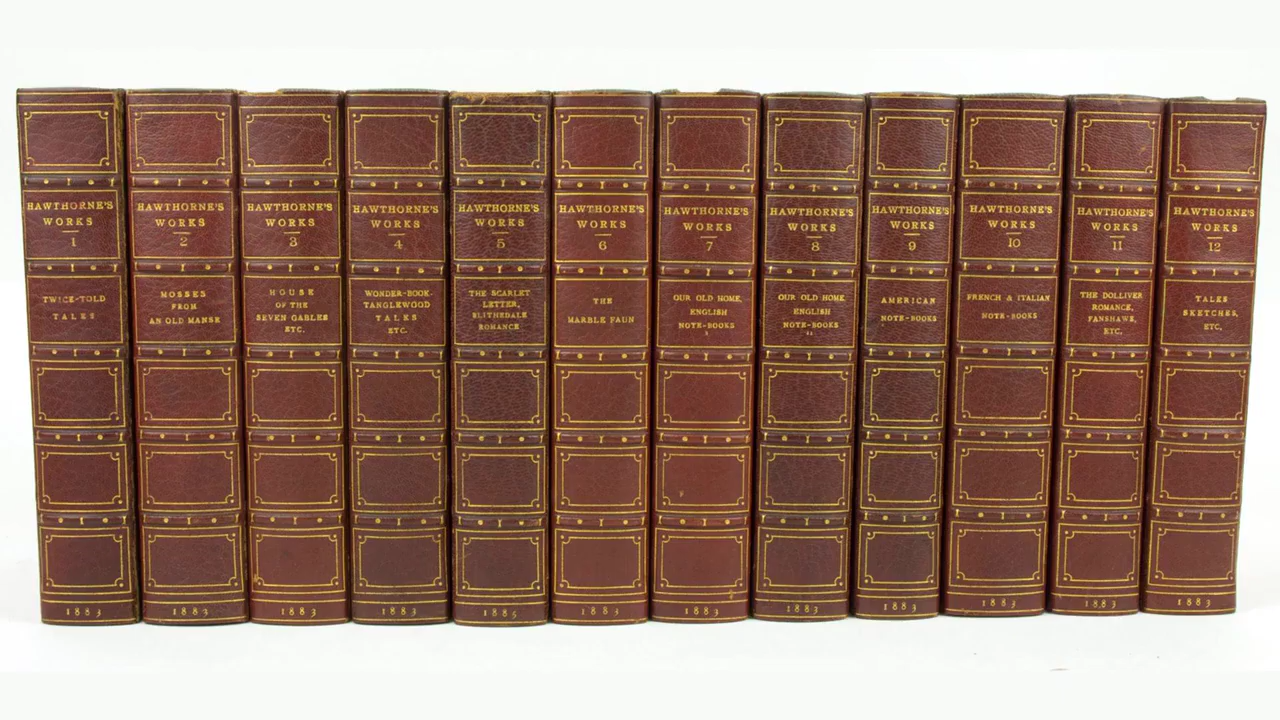 HAWTHORNE'S
WORKS
1
TWICE-TOLD
TALES
1883
HAWTHORNE'S
WORKS
2
MOSSES
FROM
AN OLD MANSE
1883
HAWTHORNE'S
WORKS
3
HOUSE
OF THE
SEVEN GABLES
ETC.
1883
HAWTHORNE'S
WORKS
4
WONDER-BOOK.
TANGLEWOOD
TALES
ETC.
1883
HAWTHORNE'S
WORKS
5
THE SCARLET
LETTER,
BLITHEDALE
ROMANCE
1885
HAWTHORNE'S
WORKS
6
THE
MARBLE FAUN
1883
HAWTHORNE'S
WORKS
7
OUR OLD HOME,
ENGLISH
NOTE-BOOKS
I
1883
HAWTHORNE'S
WORKS
8
OUR OLD HOME
ENGLISH
NOTE-BOOKS
II
1883
HAWTHORNE'S
WORKS
9
AMERICAN
NOTE-BOOKS
1883
HAWTHORNE'S
WORKS
10
FRENCH & ITALIAN
NOTE-BOOKS
1883
HAWTHORNE'S
WORKS
11
THE DOLLIVER
ROMANCE,
FANSHAWE,
ETC.
1883
HAWTHORNE'S
WORKS
12
TALES
SKETCHES,
ETC.
1883